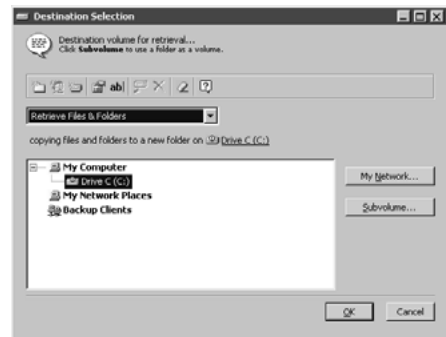 Destination Selection
Destination volume for retrieval...
Click Subvolume to use a folder as a volume.
ab|
Retrieve Files & Folders
copying files and folders to a new folder on Drive C (C:)
My Computer
Drive C (C:)
My Network Places
Backup Clients
My Network...
Subvolume...
OK
Cancel